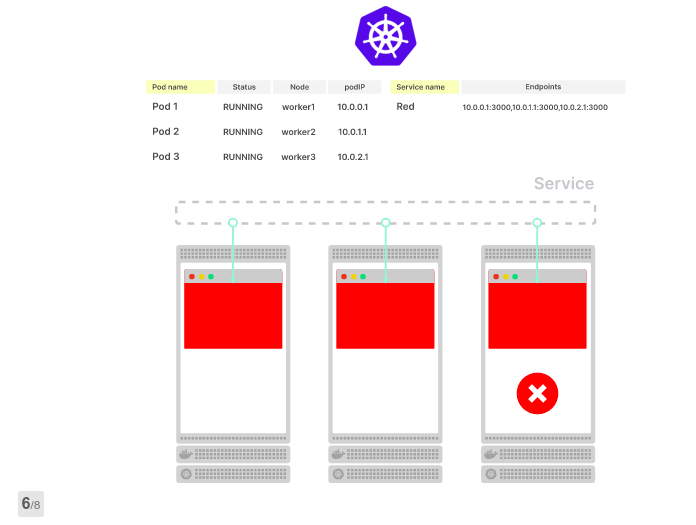 Pod name Status Node podIP Service name Endpoints
Pod 1 RUNNING worker1 10.0.0.1 Red 10.0.0.1:3000,10.0.1.1:3000,10.0.2.1:3000
Pod 2 RUNNING worker2 10.0.1.1
Pod 3 RUNNING worker3 10.0.2.1
Service
6/8